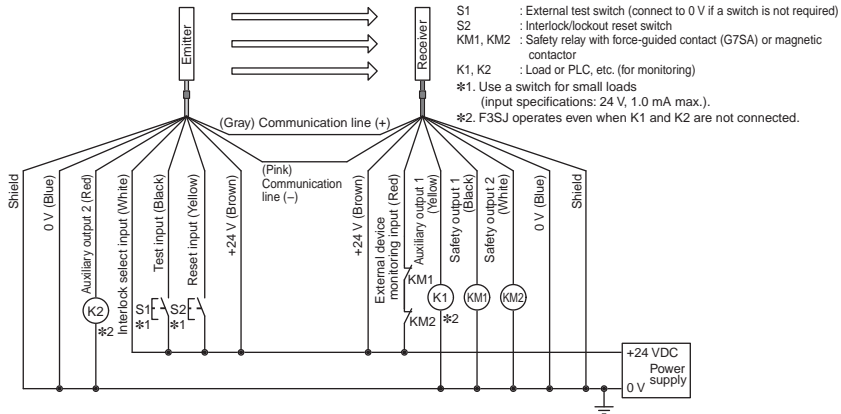 S1 : External test switch (connect to 0 V if a switch is not required)
S2 : Interlock/lockout reset switch
KM1, KM2 : Safety relay with force-guided contact (G7SA) or magnetic
contactor
K1, K2 : Load or PLC, etc. (for monitoring)
✽1. Use a switch for small loads
(input specifications: 24 V, 1.0 mA max.).
✽2. F3SJ operates even when K1 and K2 are not connected.
Emitter
Receiver
(Gray) Communication line (+)
(Pink)
Communication
line (−)
Shield
0 V (Blue)
Auxiliary output 2 (Red)
Interlock select input (White)
Test input (Black)
Reset input (Yellow)
+24 V (Brown)
+24 V (Brown)
External device
monitoring input (Red)
Auxiliary output 1
(Yellow)
Safety output 1
(Black)
Safety output 2
(White)
0 V (Blue)
Shield
K2
✽2
S1
✽1
S2
✽1
KM1
KM2
K1
✽2
KM1
KM2
+24 VDC
Power
supply
0 V